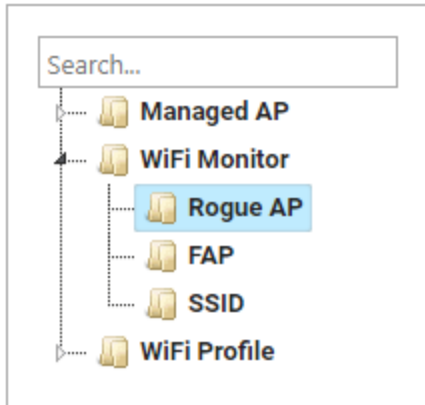 Search...
Managed AP
WiFi Monitor
Rogue AP
FAP
SSID
WiFi Profile